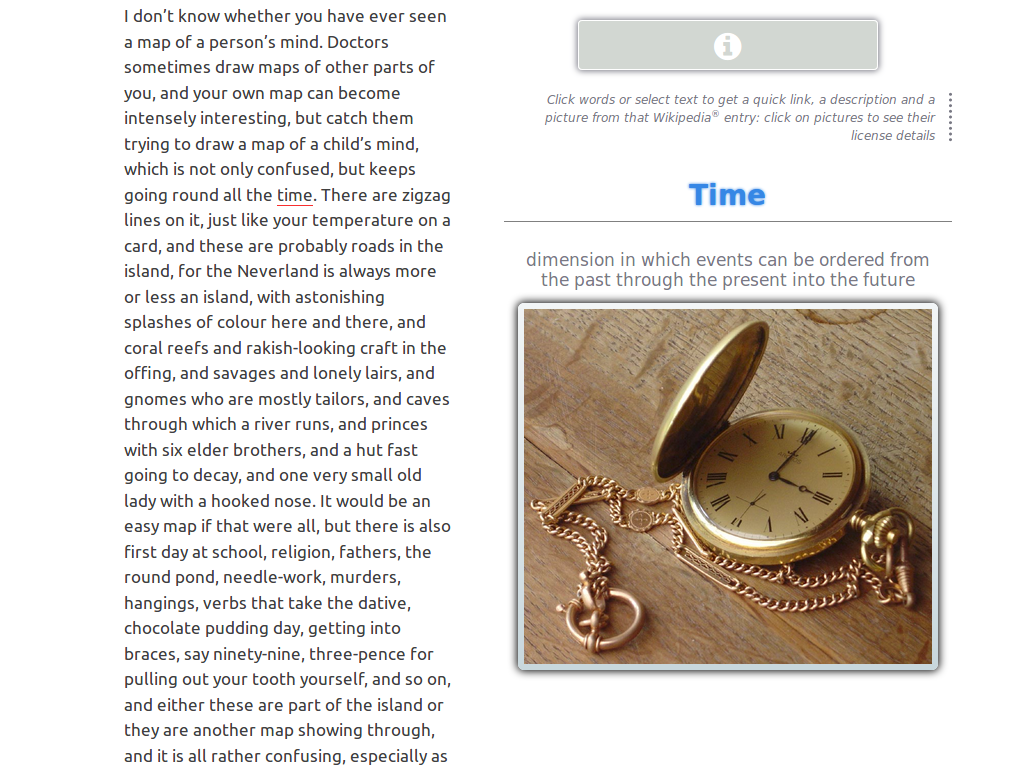 I don’t know whether you have ever seen
a map of a person’s mind. Doctors
sometimes draw maps of other parts of
you, and your own map can become
intensely interesting, but catch them
trying to draw a map of a child’s mind,
which is not only confused, but keeps
going round all the time. There are zigzag
lines on it, just like your temperature on a
card, and these are probably roads in the
island, for the Neverland is always more
or less an island, with astonishing
splashes of colour here and there, and
coral reefs and rakish-looking craft in the
offing, and savages and lonely lairs, and
gnomes who are mostly tailors, and caves
through which a river runs, and princes
with six elder brothers, and a hut fast
going to decay, and one very small old
lady with a hooked nose. It would be an
easy map if that were all, but there is also
first day at school, religion, fathers, the
round pond, needle-work, murders,
hangings, verbs that take the dative,
chocolate pudding day, getting into
braces, say ninety-nine, three-pence for
pulling out your tooth yourself, and so on,
and either these are part of the island or
they are another map showing through,
and it is all rather confusing, especially as
Click words or select text to get a quick link, a description and a
picture from that Wikipedia® entry: click on pictures to see their
license details
Time
dimension in which events can be ordered from
the past through the present into the future